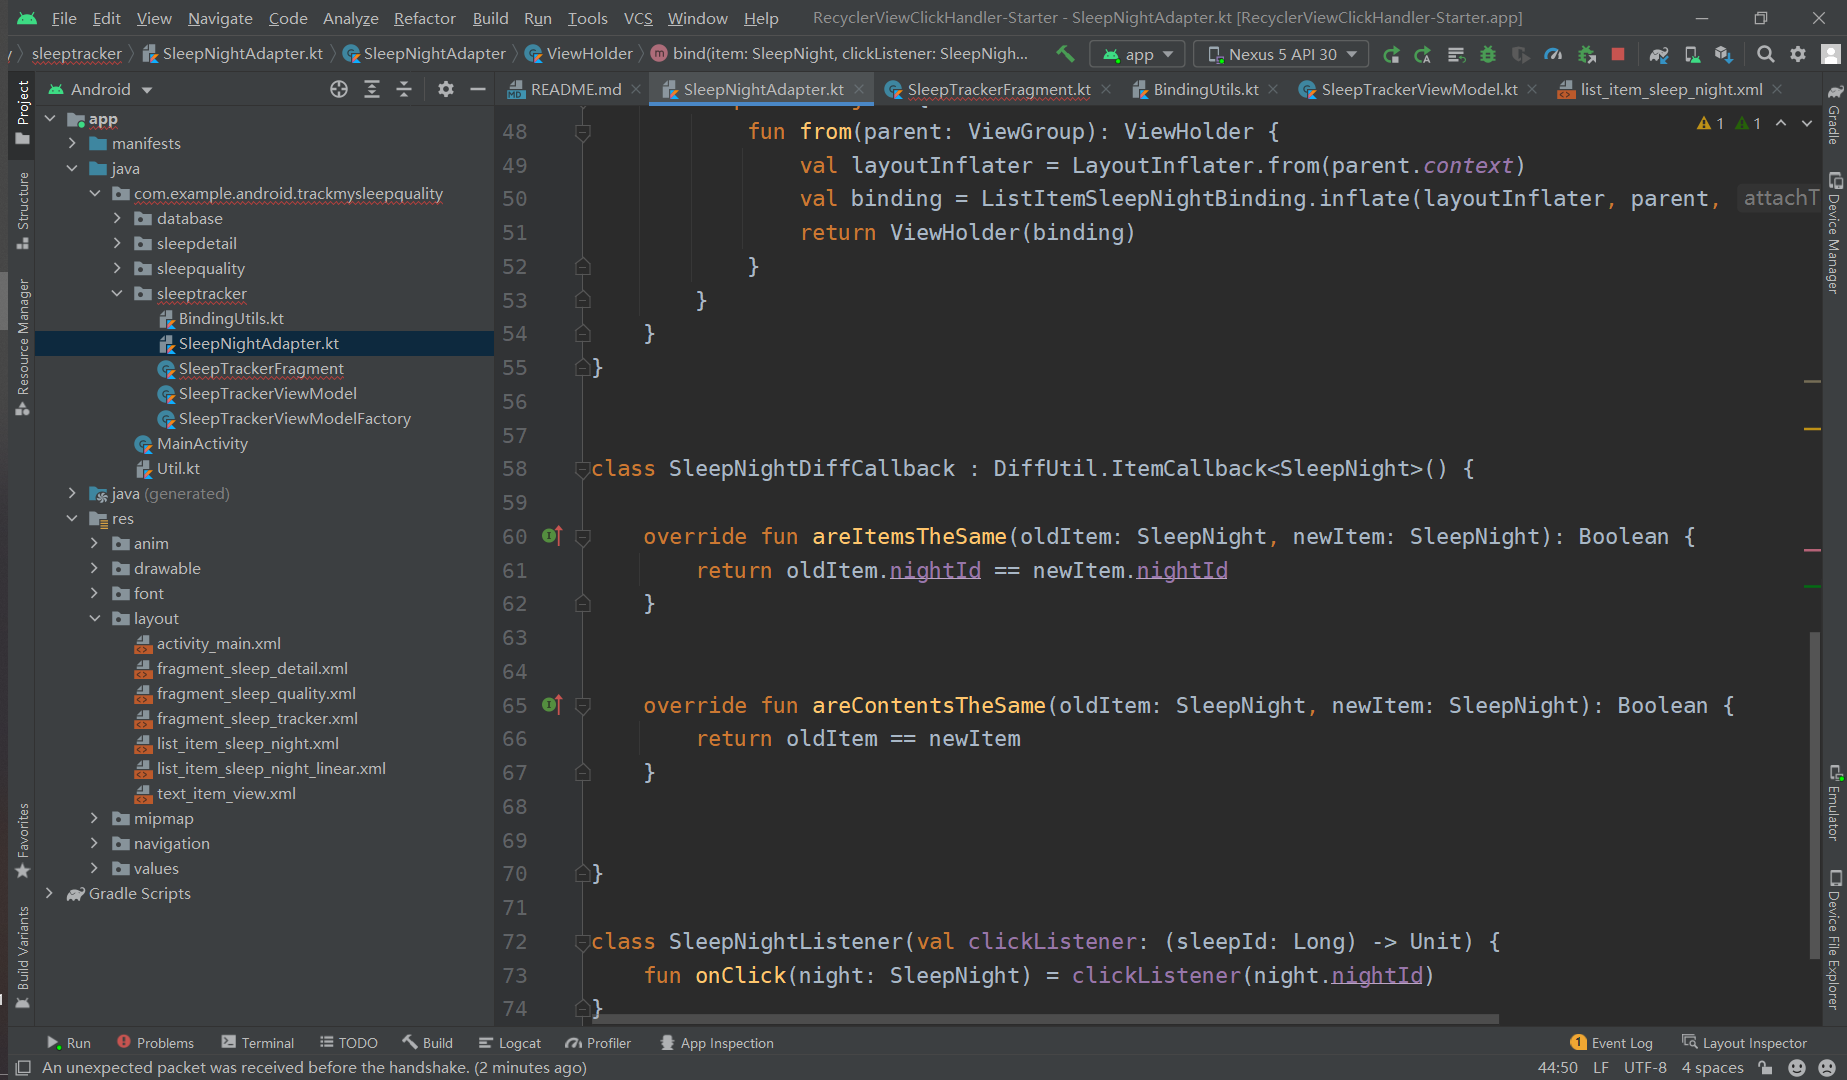 File Edit View Navigate Code Analyze Refactor Build Run Tools VCS Window Help RecyclerViewClickHandler-Starter - SleepNightAdapter.kt [RecyclerViewClickHandler-Starter.app]
sleeptracker SleepNightAdapter.kt SleepNightAdapter ViewHolder bind(item: SleepNight, clickListener: SleepNigh... app Nexus 5 API 30
Android README.md SleepNightAdapter.kt SleepTrackerFragment.kt BindingUtils.kt SleepTrackerViewModel.kt list_item_sleep_night.xml
Project
Structure
Resource Manager
Favorites
Build Variants
app
manifests
java
com.example.android.trackmysleepquality
database
sleepdetail
sleepquality
sleeptracker
BindingUtils.kt
SleepNightAdapter.kt
SleepTrackerFragment
SleepTrackerViewModel
SleepTrackerViewModelFactory
MainActivity
Util.kt
java (generated)
res
anim
drawable
font
layout
activity_main.xml
fragment_sleep_detail.xml
fragment_sleep_quality.xml
fragment_sleep_tracker.xml
list_item_sleep_night.xml
list_item_sleep_night_linear.xml
text_item_view.xml
mipmap
navigation
values
Gradle Scripts
1 1
48 fun from(parent: ViewGroup): ViewHolder {
49 val layoutInflater = LayoutInflater.from(parent.context)
50 val binding = ListItemSleepNightBinding.inflate(layoutInflater, parent, attachT
51 return ViewHolder(binding)
52 }
53 }
54 }
55 }
56
57
58 class SleepNightDiffCallback : DiffUtil.ItemCallback<SleepNight>() {
59
60 override fun areItemsTheSame(oldItem: SleepNight, newItem: SleepNight): Boolean {
61 return oldItem.nightId == newItem.nightId
62 }
63
64
65 override fun areContentsTheSame(oldItem: SleepNight, newItem: SleepNight): Boolean {
66 return oldItem == newItem
67 }
68
69
70 }
71
72 class SleepNightListener(val clickListener: (sleepId: Long) -> Unit) {
73 fun onClick(night: SleepNight) = clickListener(night.nightId)
74 }
Gradle
Device Manager
Emulator
Device File Explorer
Run Problems Terminal TODO Build Logcat Profiler App Inspection 1 Event Log Layout Inspector
An unexpected packet was received before the handshake. (2 minutes ago) 44:50 LF UTF-8 4 spaces